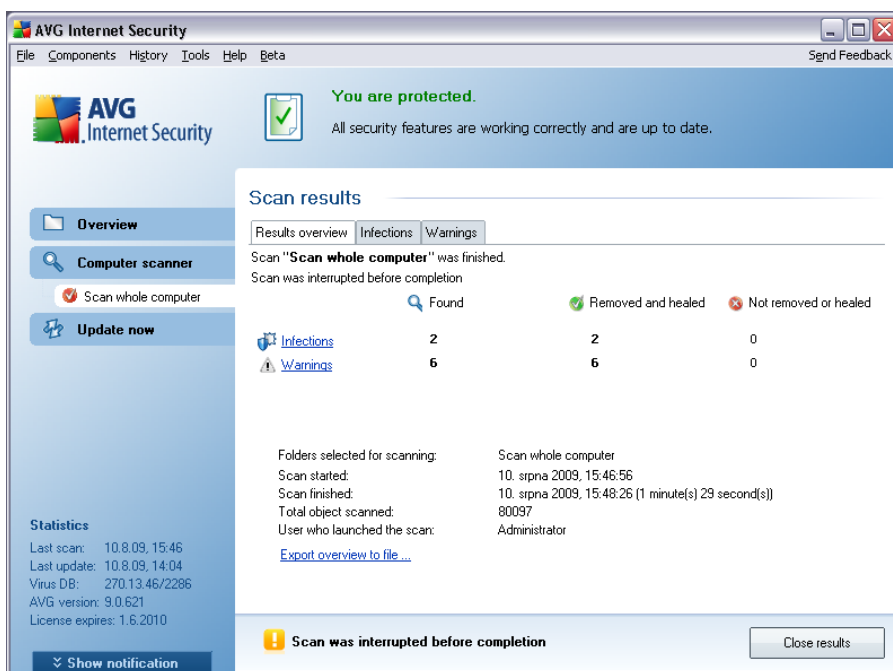 AVG Internet Security
File Components History Tools Help Beta Send Feedback
AVG
Internet Security
You are protected.
All security features are working correctly and are up to date.
Overview
Computer scanner
Scan whole computer
Update now
Scan results
Results overview Infections Warnings
Scan "Scan whole computer" was finished.
Scan was interrupted before completion
Found Removed and healed Not removed or healed
Infections 2 2 0
Warnings 6 6 0
Folders selected for scanning: Scan whole computer
Scan started: 10. srpna 2009, 15:46:56
Scan finished: 10. srpna 2009, 15:48:26 (1 minute(s) 29 second(s))
Total object scanned: 80097
User who launched the scan: Administrator
Export overview to file ...
Statistics
Last scan: 10.8.09, 15:46
Last update: 10.8.09, 14:04
Virus DB: 270.13.46/2286
AVG version: 9.0.621
License expires: 1.6.2010
Show notification
Scan was interrupted before completion
Close results